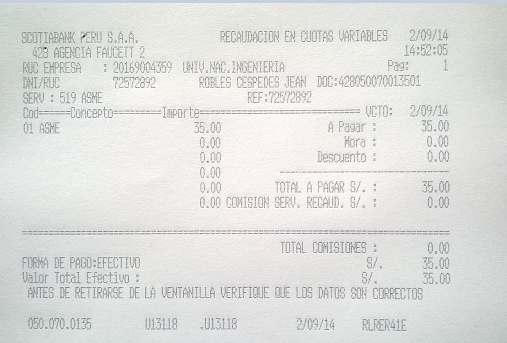 SCOTIABANK PERU S.A.A. RECAUDACION EN CUOTAS VARIABLES 2/09/14
428 AGENCIA FAUCETT 2 14:52:05
RUC EMPRESA : 20169004359 UNIV.NAC.INGENIERIA Pag: 1
DNI/RUC 72572892 ROBLES CESPEDES JEAN DOC:428050070013501
SERV : 519 ASME REF:72572892
Cod======Concepto=========Importe============================== VCTO: 2/09/14
01 ASME 35.00 A Pagar : 35.00
0.00 Mora : 0.00
0.00 Descuento : 0.00
0.00 --------------------------------
0.00 TOTAL A PAGAR S/. : 35.00
0.00 COMISION SERV. RECAUD. S/. : 0.00
================================================================================
TOTAL COMISIONES : 0.00
FORMA DE PAGO:EFECTIVO S/. 35.00
Valor Total Efectivo : S/. 35.00
ANTES DE RETIRARSE DE LA VENTANILLA VERIFIQUE QUE LOS DATOS SON CORRECTOS
050.070.0135 U13118 .U13118 2/09/14 RLRER41E